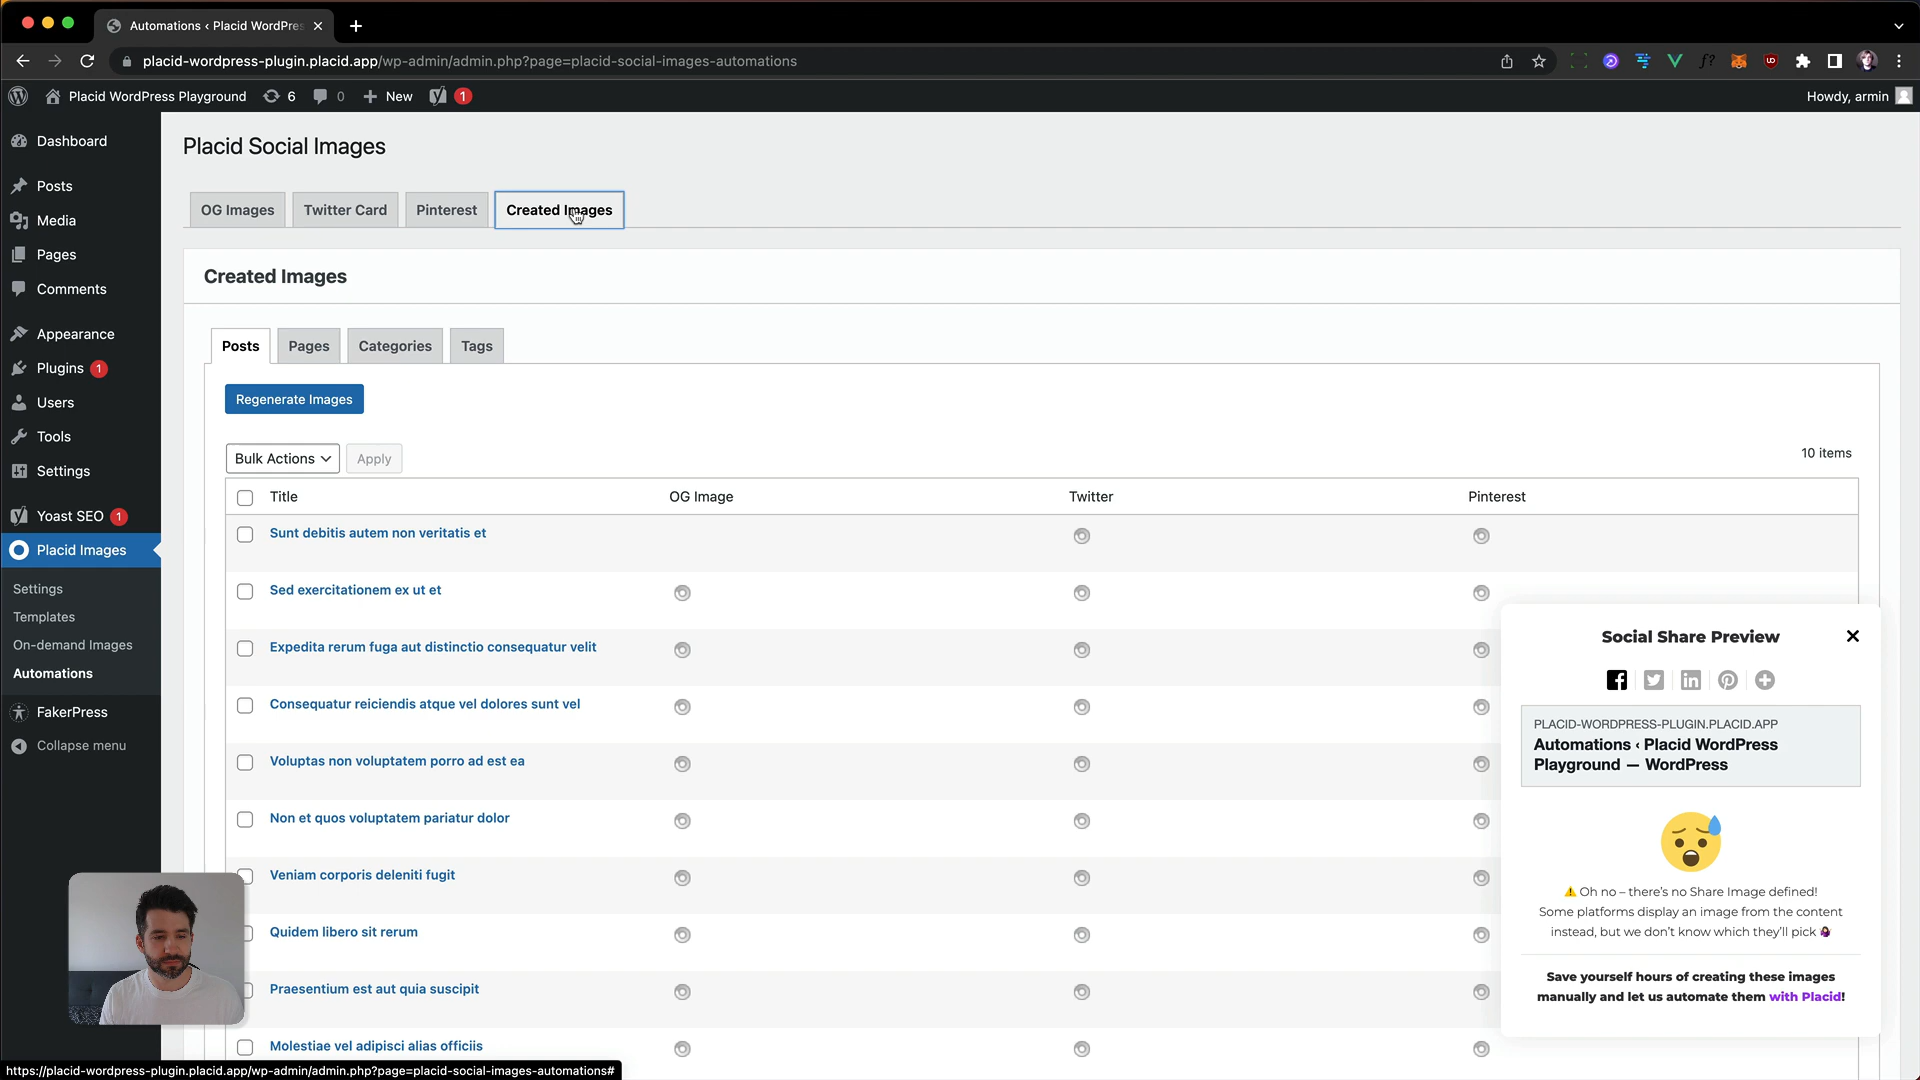 Automations ‹ Placid WordPres
placid-wordpress-plugin.placid.app/wp-admin/admin.php?page=placid-social-images-automations
Placid WordPress Playground 6 0 New 1
Howdy, armin
Dashboard
Posts
Media
Pages
Comments
Appearance
Plugins 1
Users
Tools
Settings
Yoast SEO 1
Placid Images
Settings
Templates
On-demand Images
Automations
FakerPress
Collapse menu
Placid Social Images
OG Images Twitter Card Pinterest Created Images
Created Images
Posts Pages Categories Tags
Regenerate Images
Bulk Actions Apply
10 items
Title OG Image Twitter Pinterest
Sunt debitis autem non veritatis et
Sed exercitationem ex ut et
Expedita rerum fuga aut distinctio consequatur velit
Consequatur reiciendis atque vel dolores sunt vel
Voluptas non voluptatem porro ad est ea
Non et quos voluptatem pariatur dolor
Veniam corporis deleniti fugit
Quidem libero sit rerum
Praesentium est aut quia suscipit
Molestiae vel adipisci alias officiis
Social Share Preview
PLACID-WORDPRESS-PLUGIN.PLACID.APP
Automations ‹ Placid WordPress
Playground — WordPress
⚠️ Oh no – there's no Share Image defined!
Some platforms display an image from the content
instead, but we don't know which they'll pick
Save yourself hours of creating these images
manually and let us automate them with Placid!
https://placid-wordpress-plugin.placid.app/wp-admin/admin.php?page=placid-social-images-automations#